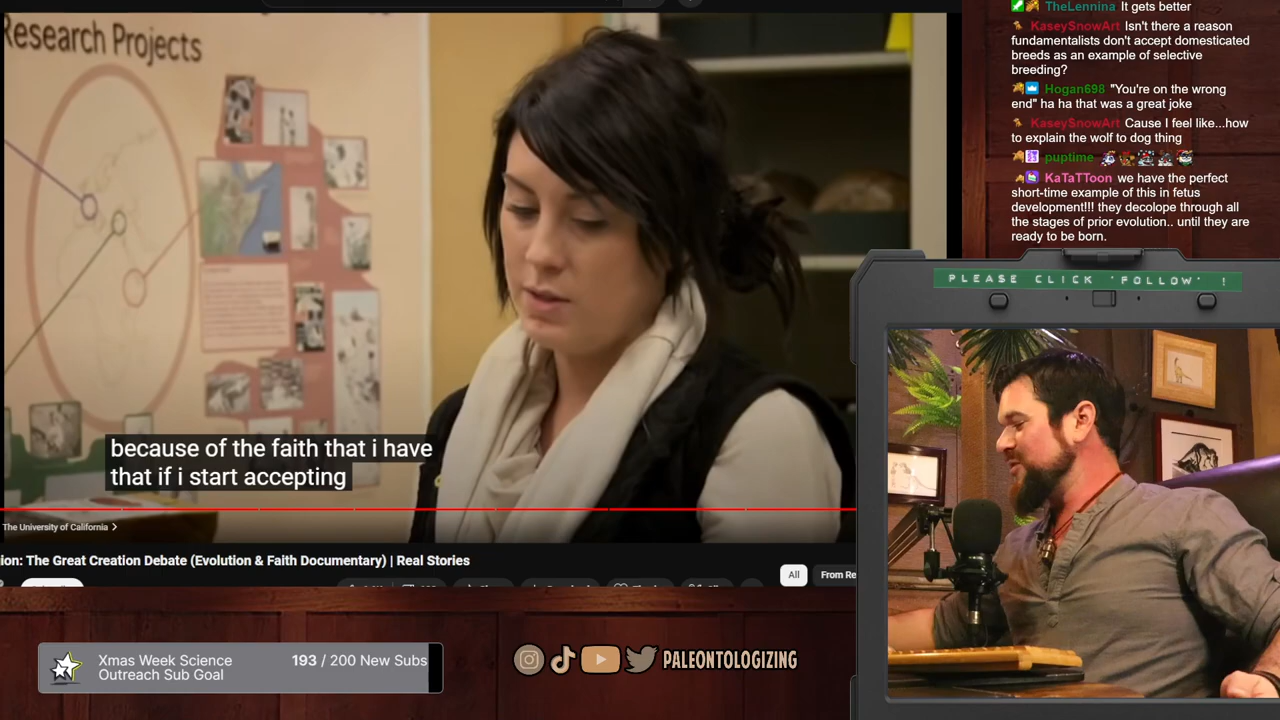 Research Projects
because of the faith that i have
that if i start accepting
The University of California
ion: The Great Creation Debate (Evolution & Faith Documentary) | Real Stories
All
From Re
Xmas Week Science
Outreach Sub Goal
193 / 200 New Subs
PALEONTOLOGIZING
TheLennina It gets better
KaseySnowArt Isn't there a reason
fundamentalists don't accept domesticated
breeds as an example of selective
breeding?
Hogan698 "You're on the wrong
end" ha ha that was a great joke
KaseySnowArt Cause I feel like...how
to explain the wolf to dog thing
puptime
KaTaTToon we have the perfect
short-time example of this in fetus
development!!! they decolope through all
the stages of prior evolution.. until they are
ready to be born.
PLEASE CLICK 'FOLLOW' !